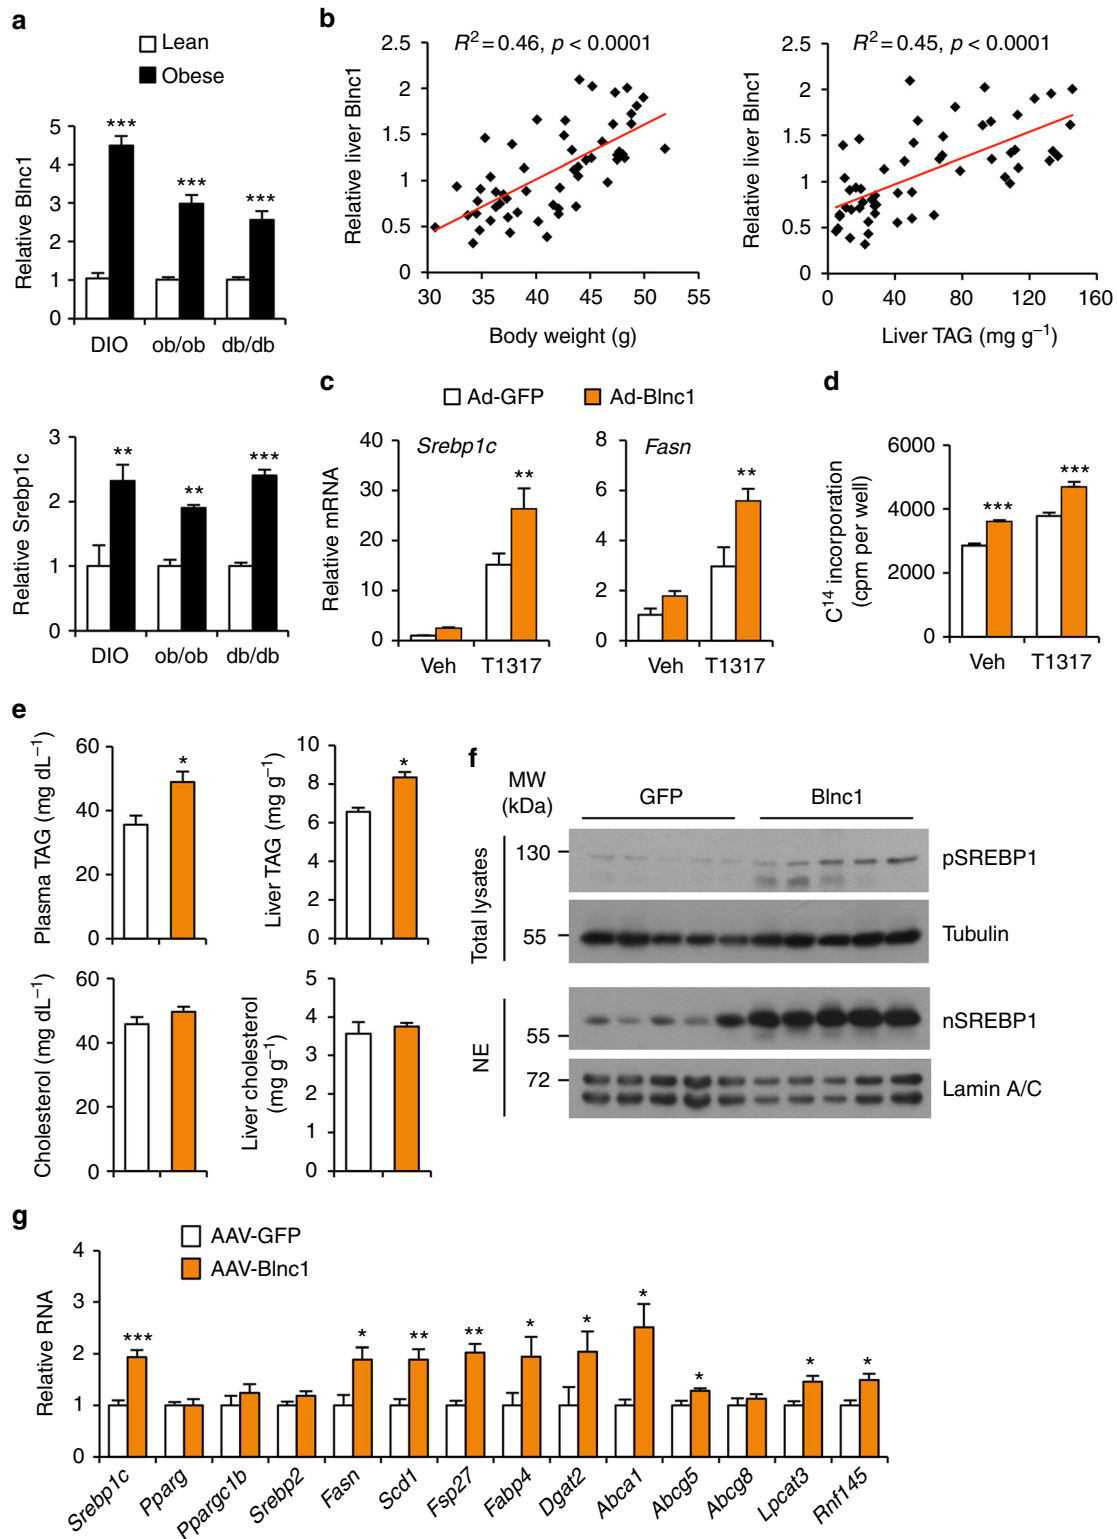 a
Lean
Obese
Relative Blnc1
5
4
3
2
1
0
***
***
***
DIO
ob/ob
db/db
Relative Srebp1c
3
2
1
0
**
**
***
DIO
ob/ob
db/db
b
R² = 0.46, p < 0.0001
Relative liver Blnc1
2.5
2
1.5
1
0.5
0
30
35
40
45
50
55
Body weight (g)
R² = 0.45, p < 0.0001
Relative liver Blnc1
2.5
2
1.5
1
0.5
0
0
40
80
120
160
Liver TAG (mg g⁻¹)
c
Ad-GFP
Ad-Blnc1
Relative mRNA
40
30
20
10
0
Srebp1c
**
Veh
T1317
8
6
4
2
0
Fasn
**
Veh
T1317
d
C¹⁴ incorporation
(cpm per well)
6000
4000
2000
0
***
***
Veh
T1317
e
Plasma TAG (mg dL⁻¹)
60
40
20
0
*
Liver TAG (mg g⁻¹)
10
8
6
4
2
0
*
Cholesterol (mg dL⁻¹)
60
40
20
0
Liver cholesterol
(mg g⁻¹)
5
4
3
2
1
0
f
MW
(kDa)
GFP
Blnc1
Total lysates
130
pSREBP1
55
Tubulin
NE
nSREBP1
55
72
Lamin A/C
g
AAV-GFP
AAV-Blnc1
Relative RNA
4
3
2
1
0
***
*
**
**
*
*
*
*
*
*
Srebp1c
Pparg
Ppargc1b
Srebp2
Fasn
Scd1
Fsp27
Fabp4
Dgat2
Abca1
Abcg5
Abcg8
Lpcat3
Rnf145